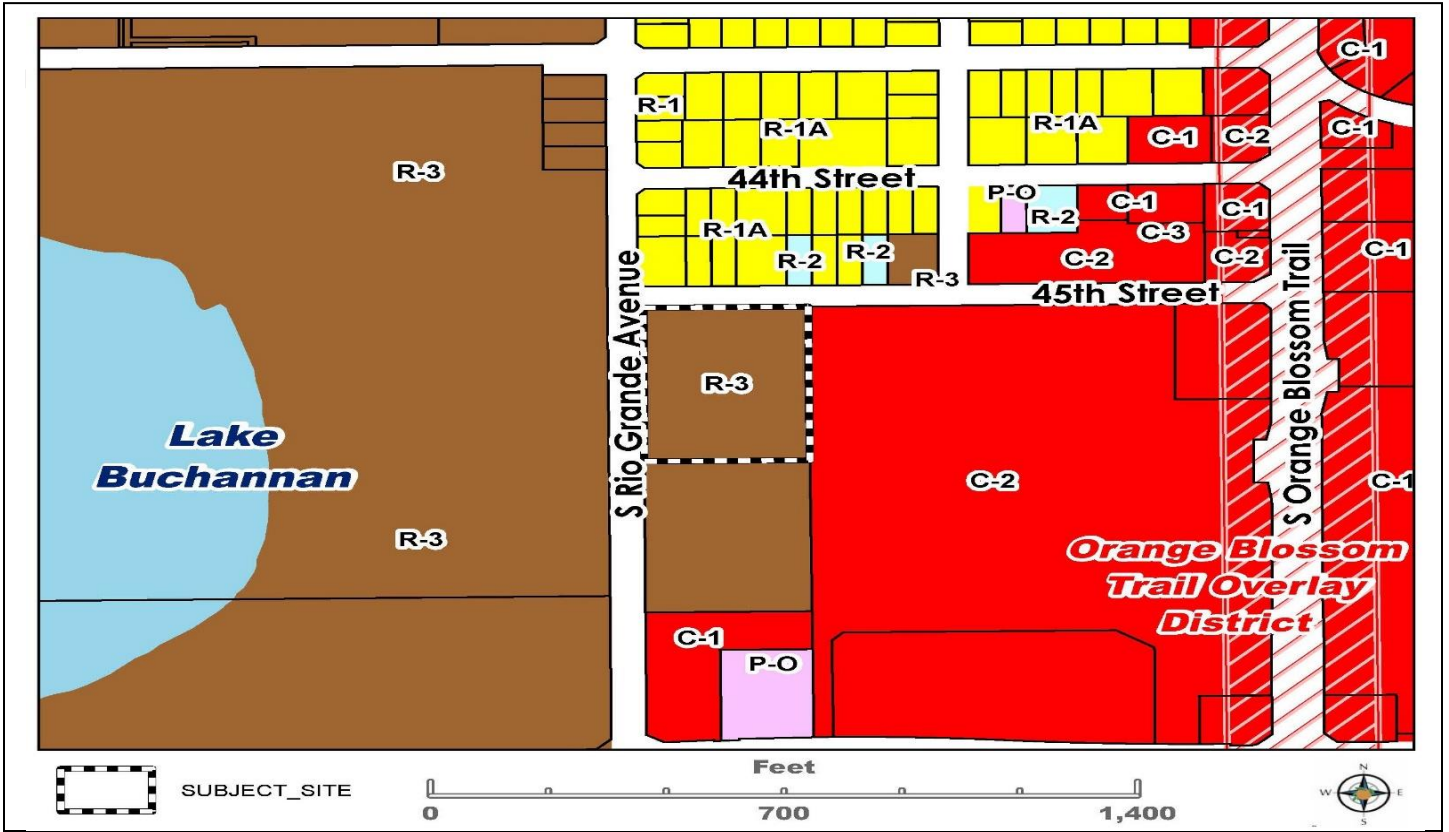 C-1
R-1
R-1A
R-1A
C-1
C-2
C-1
R-3
44th Street
P-O
R-2
C-1
C-1
R-1A
C-3
R-2
R-2
C-2
C-2
C-1
R-3
45th Street
S Rio Grande Avenue
S Orange Blossom Trail
R-3
Lake
Buchannan
C-2
C-1
R-3
Orange Blossom
Trail Overlay
District
C-1
P-O
SUBJECT_SITE
Feet
0
700
1,400
N
W
E
S